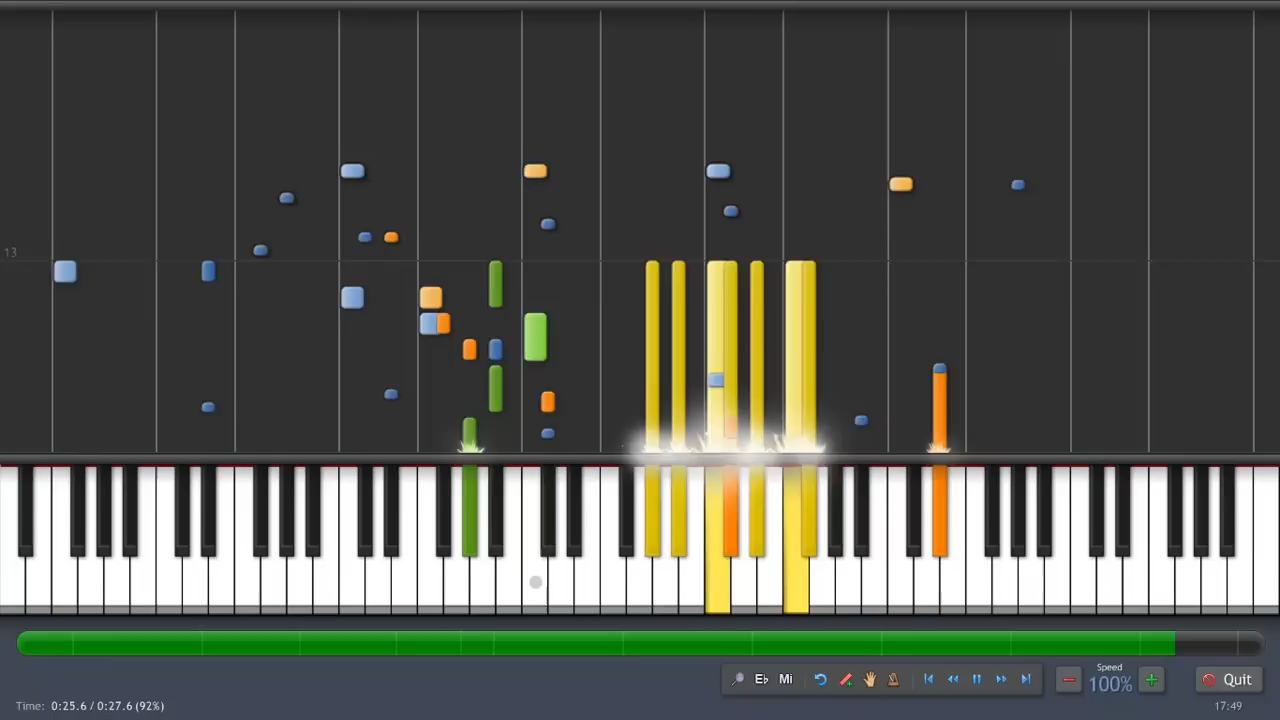 13
E♭ Mi
Speed
100%
Quit
Time: 0:25.6 / 0:27.6 (92%)
17:49